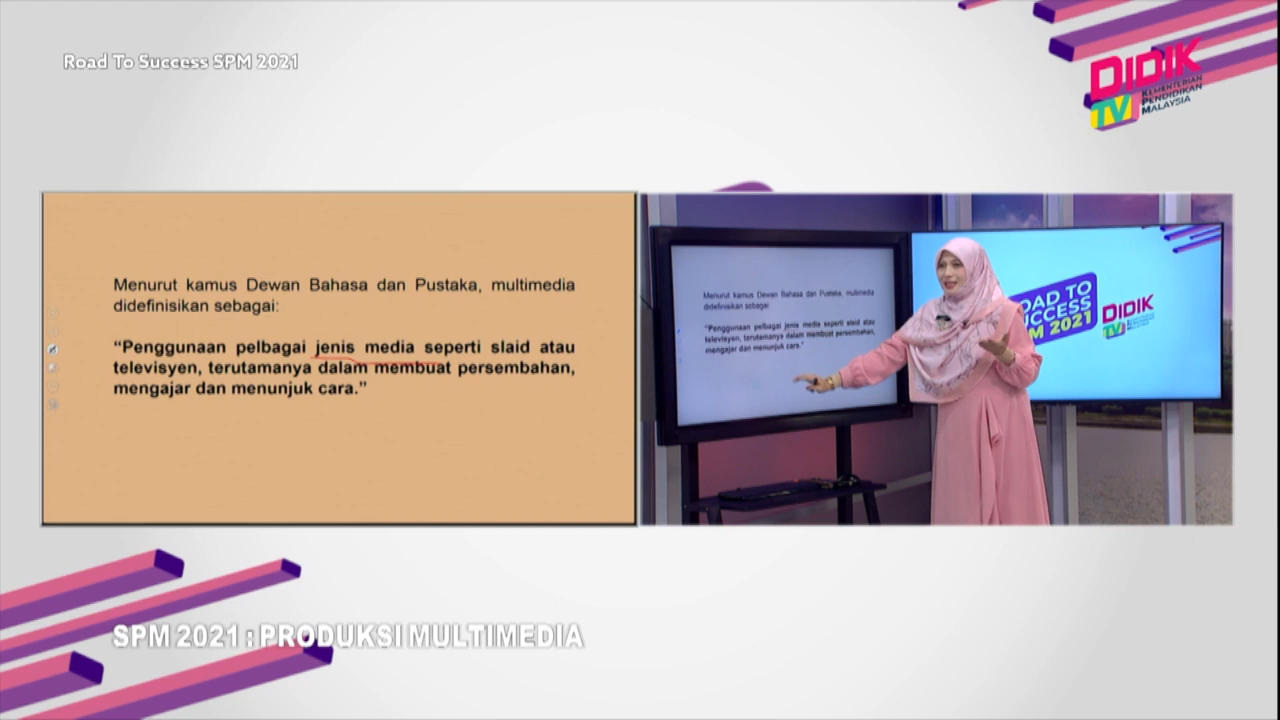 Road To Success SPM 2021
DIDIK
TV
KEMENTERIAN
PENDIDIKAN
MALAYSIA
Menurut kamus Dewan Bahasa dan Pustaka, multimedia
didefinisikan sebagai:
“Penggunaan pelbagai jenis media seperti slaid atau
televisyen, terutamanya dalam membuat persembahan,
mengajar dan menunjuk cara.”
Menurut kamus Dewan Bahasa dan Pustaka, multimedia
didefinisikan sebagai:
“Penggunaan pelbagai jenis media seperti slaid atau
televisyen, terutamanya dalam membuat persembahan,
mengajar dan menunjuk cara.”
OAD TO
UCCESS
M 2021
DIDIK
TV
SPM 2021 : PRODUKSI MULTIMEDIA